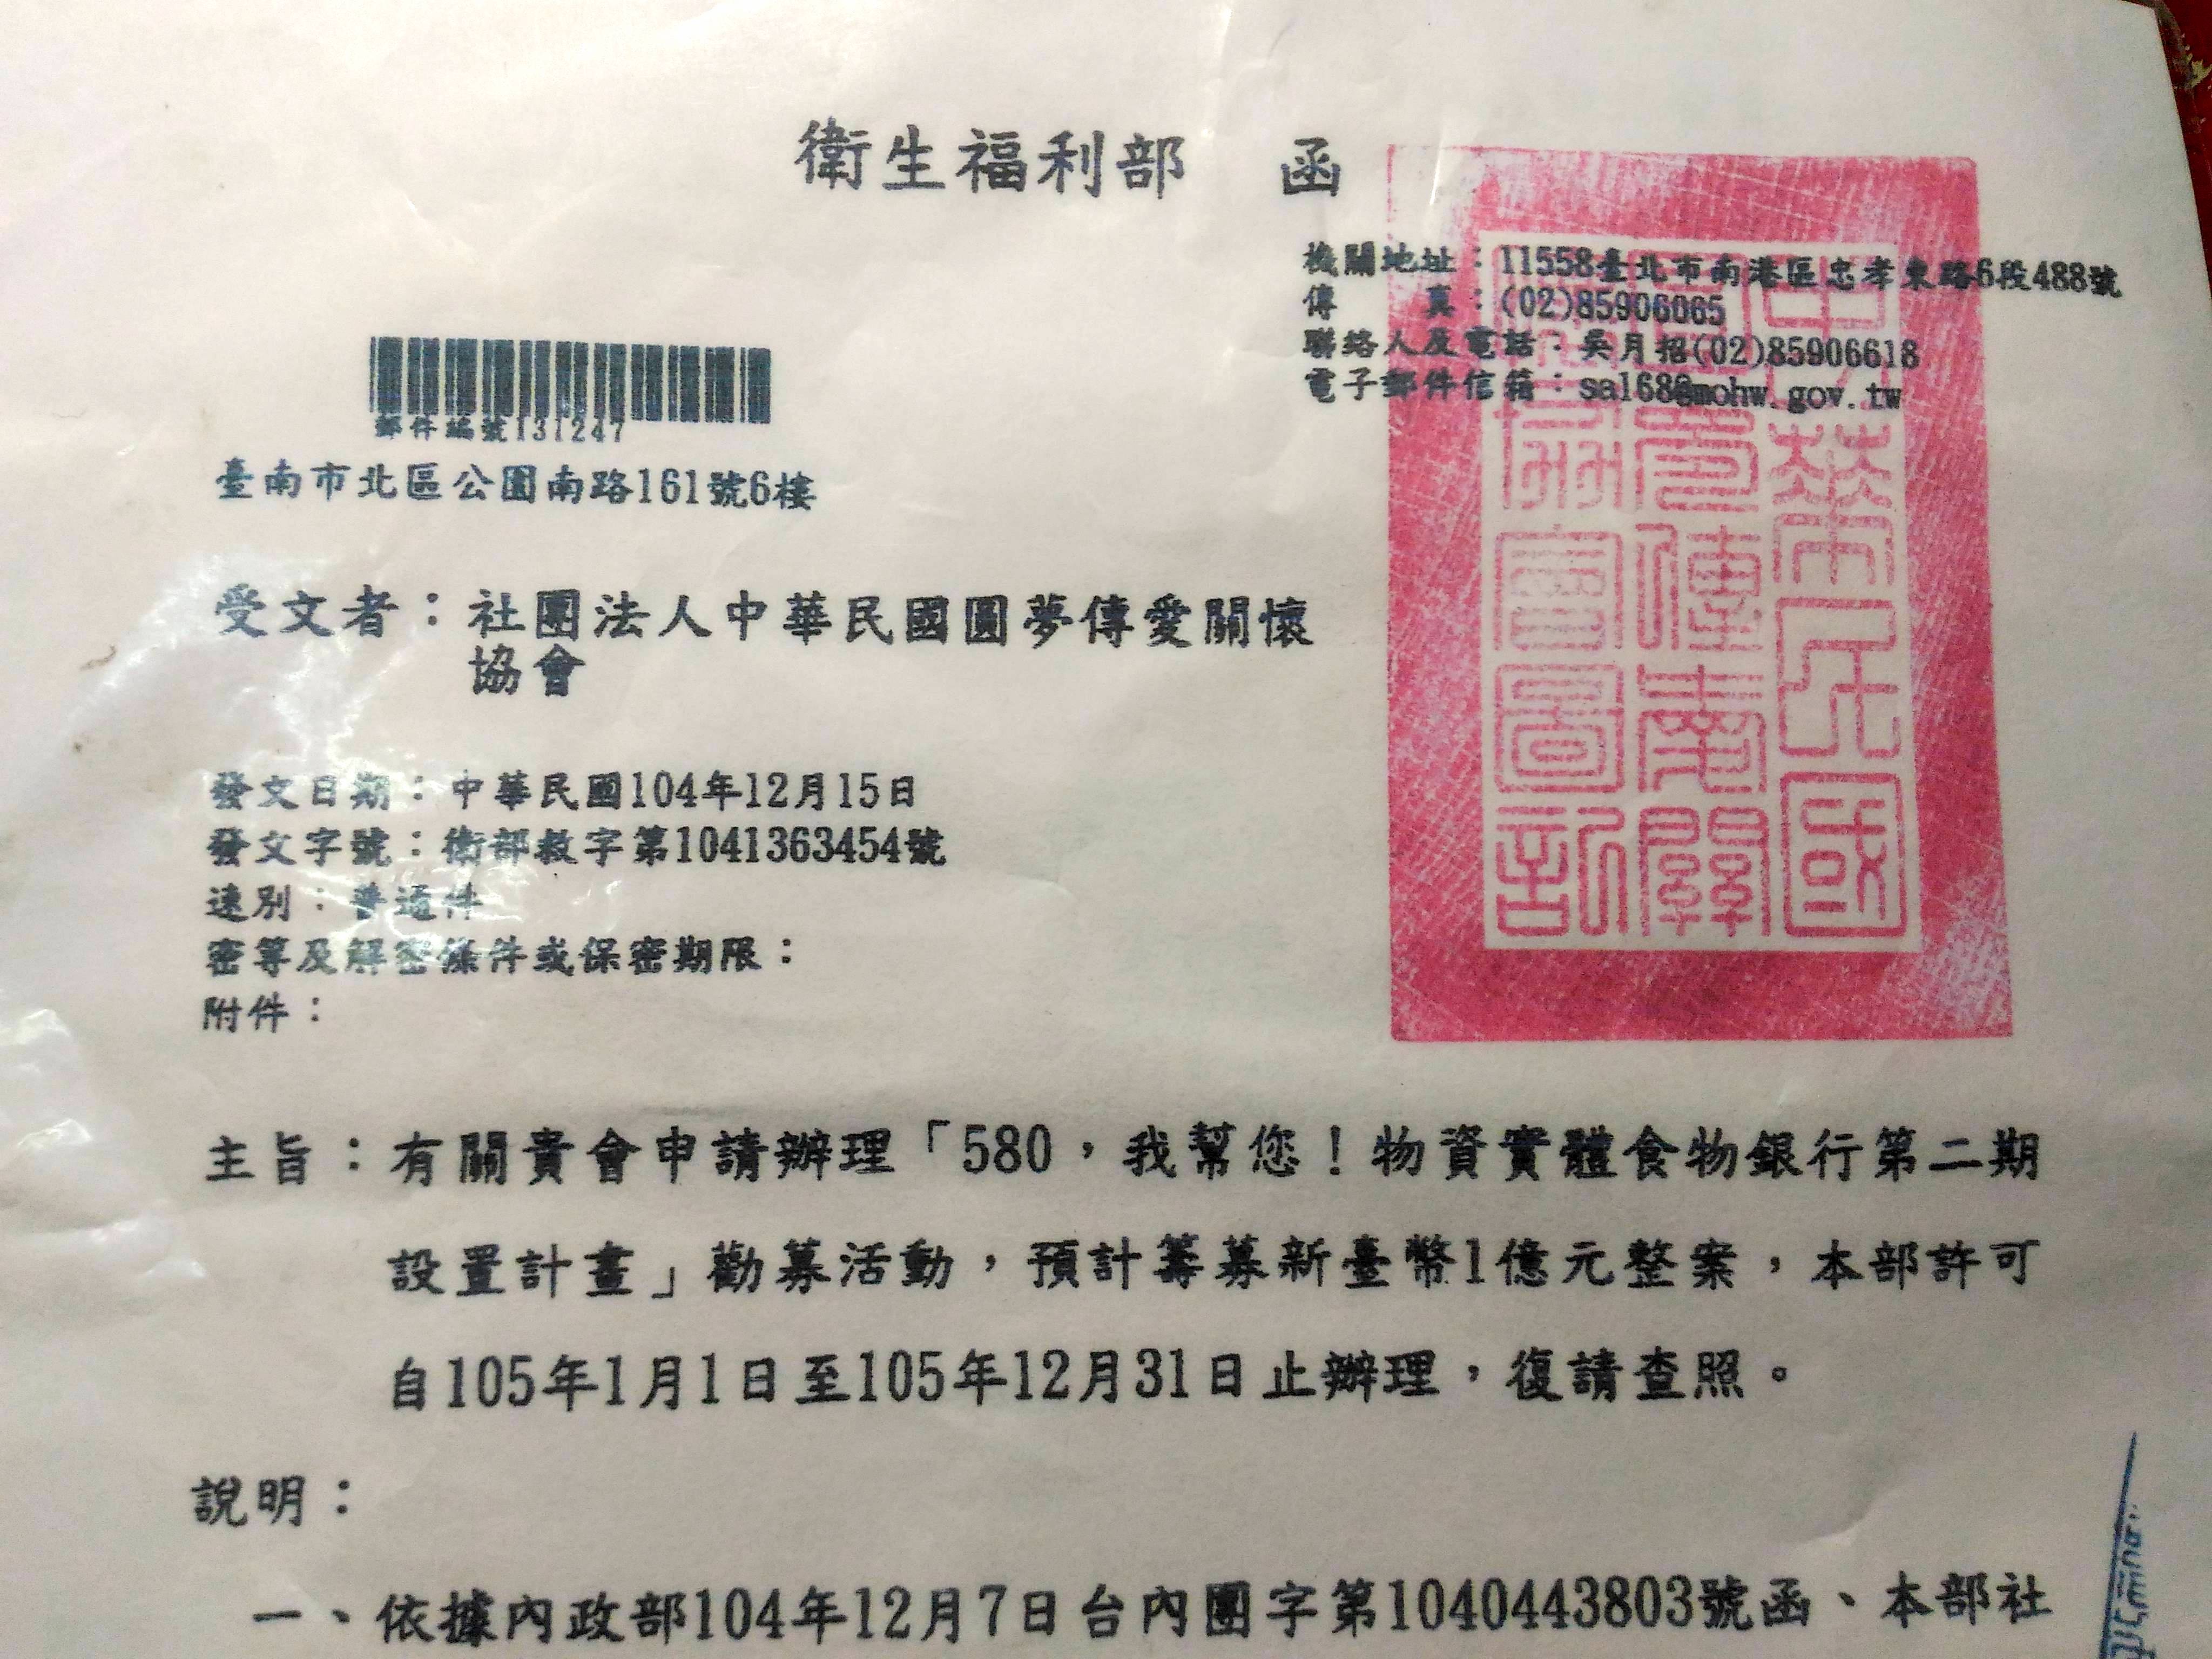 衛生福利部 函
機關地址：11558臺北市南港區忠孝東路6段488號
傳 真：(02)85906065
聯絡人及電話：吳月招(02)85906618
電子郵件信箱：sa168@mohw.gov.tw
郵件編號131247
臺南市北區公園南路161號6樓
受文者：社團法人中華民國圓夢傳愛關懷
協會
發文日期：中華民國104年12月15日
發文字號：衛部救字第1041363454號
速別：普通件
密等及解密條件或保密期限：
附件：
主旨：有關貴會申請辦理「580，我幫您！物資實體食物銀行第二期
設置計畫」勸募活動，預計籌募新臺幣1億元整案，本部許可
自105年1月1日至105年12月31日止辦理，復請查照。
說明：
一、依據內政部104年12月7日台內團字第1040443803號函、本部社